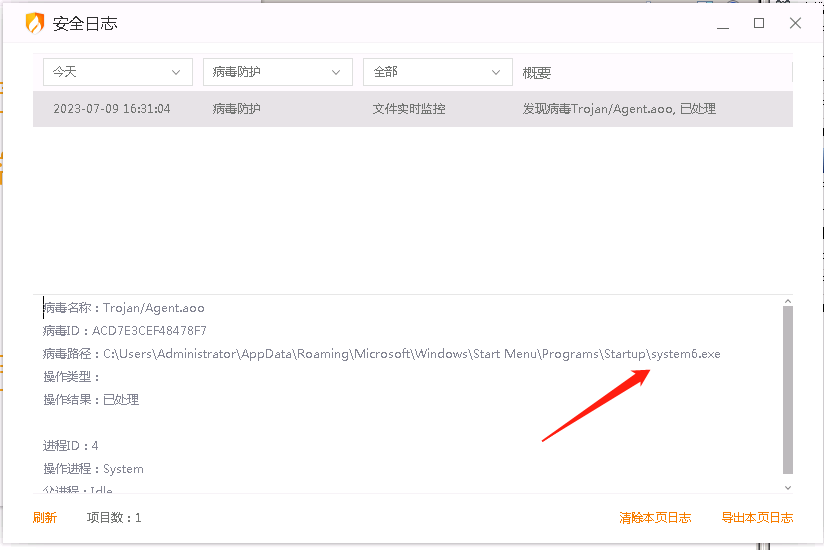 安全日志
今天 病毒防护 全部 概要
2023-07-09 16:31:04 病毒防护 文件实时监控 发现病毒Trojan/Agent.aoo, 已处理
病毒名称：Trojan/Agent.aoo
病毒ID：ACD7E3CEF48478F7
病毒路径：C:\Users\Administrator\AppData\Roaming\Microsoft\Windows\Start Menu\Programs\Startup\system6.exe
操作类型：
操作结果：已处理
进程ID：4
操作进程：System
父进程：Idle
刷新 项目数：1 清除本页日志 导出本页日志